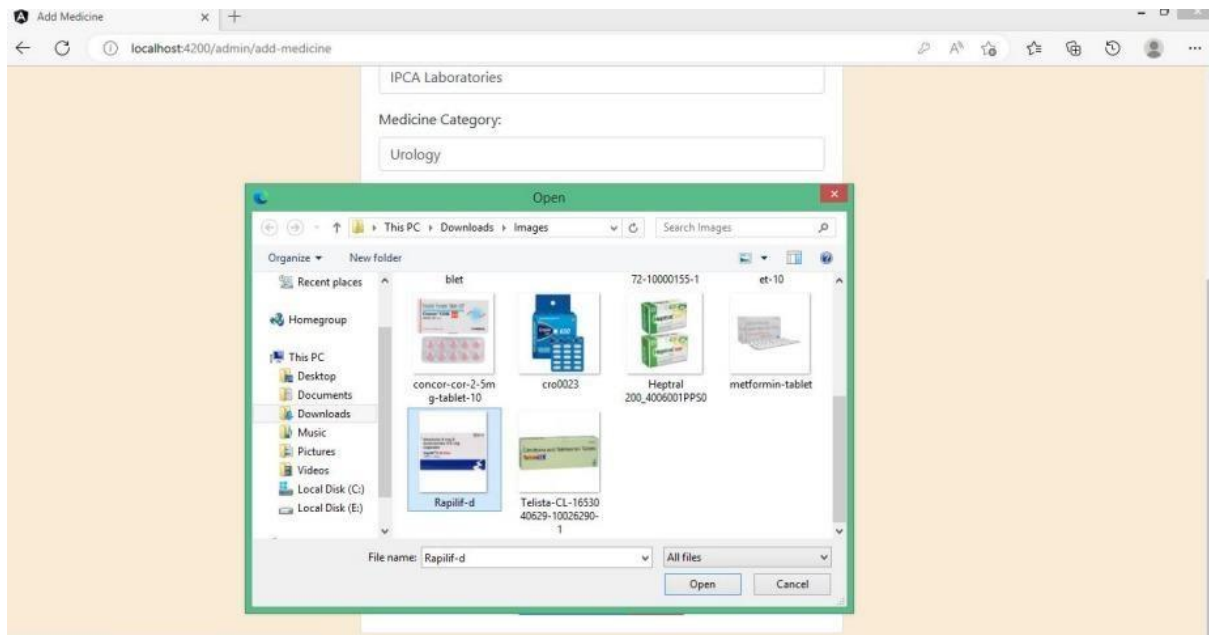 Add Medicine
localhost:4200/admin/add-medicine
IPCA Laboratories
Medicine Category:
Urology
Open
This PC Downloads Images
Search Images
Organize New folder
Recent places
Homegroup
This PC
Desktop
Documents
Downloads
Music
Pictures
Videos
Local Disk (C:)
Local Disk (E:)
blet
72-10000155-1
et-10
concor-cor-2-5m
g-tablet-10
cro0023
Heptral
200_4006001PPS0
metformin-tablet
Rapilif-d
Telista-CL-16530
40629-10026290-
1
File name: Rapilif-d
All files
Open Cancel